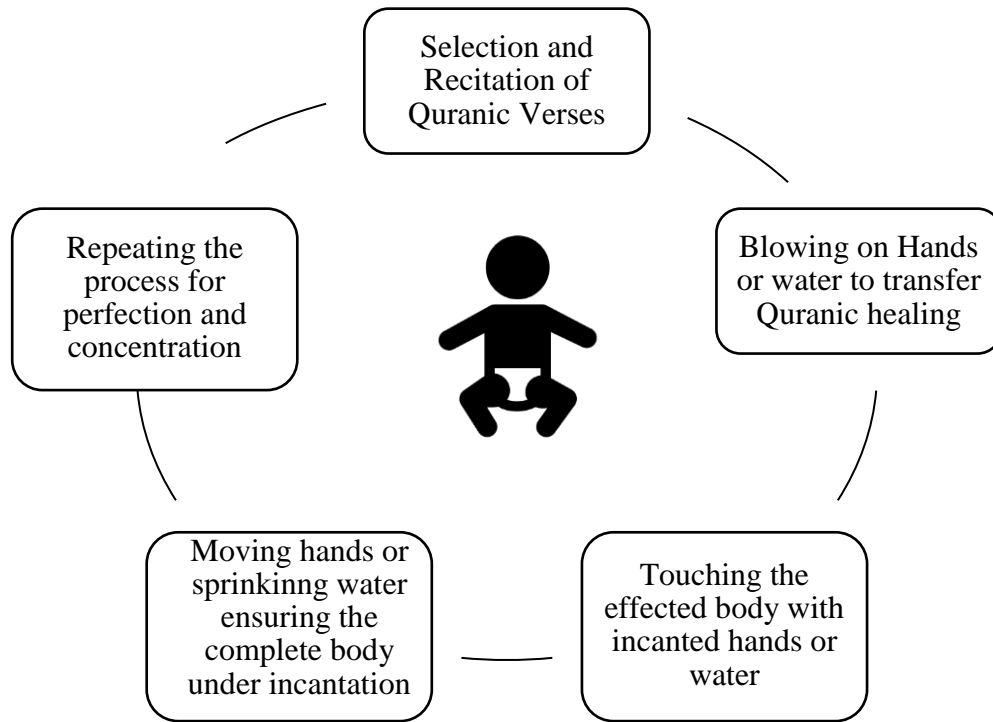 Selection and
Recitation of
Quranic Verses
Blowing on Hands
or water to transfer
Quranic healing
Touching the
effected body with
incanted hands or
water
Moving hands or
sprinkinng water
ensuring the
complete body
under incantation
Repeating the
process for
perfection and
concentration